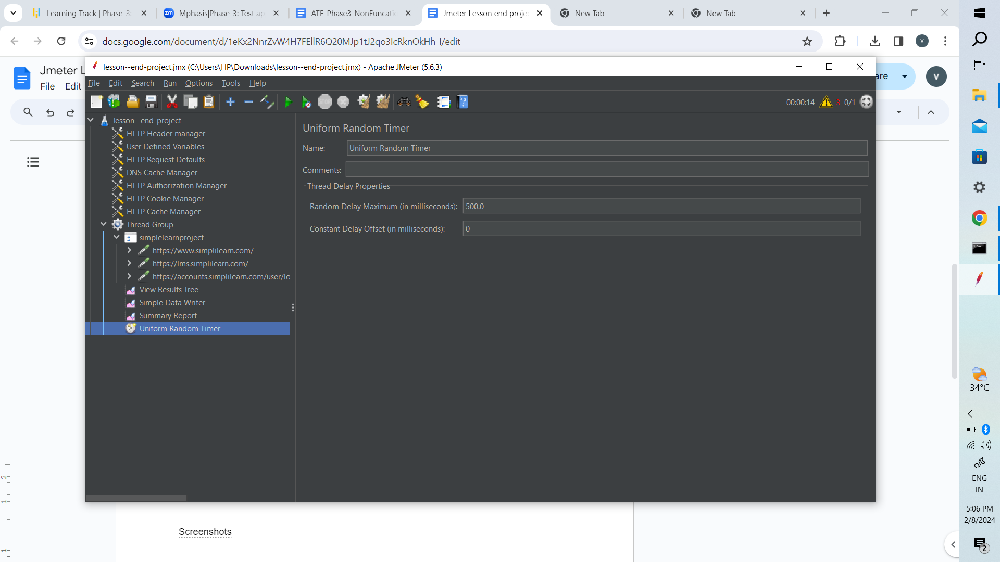 Learning Track | Phase-3:
Mphasis|Phase-3: Test ap
ATE-Phase3-NonFuncatio
Jmeter Lesson end proje
New Tab
New Tab
docs.google.com/document/d/1eKx2NnrZvW4H7FEllR6Q20MJp1tJ2qo3IcRknOkHh-I/edit
V
Jmeter L
File Edit
are
V
lesson--end-project.jmx (C:\Users\HP\Downloads\lesson--end-project.jmx) - Apache JMeter (5.6.3)
File Edit Search Run Options Tools Help
STOP
00:00:14 3 0/1
lesson--end-project
HTTP Header manager
User Defined Variables
HTTP Request Defaults
DNS Cache Manager
HTTP Authorization Manager
HTTP Cookie Manager
HTTP Cache Manager
Thread Group
simplelearnproject
https://www.simplilearn.com/
https://lms.simplilearn.com/
https://accounts.simplilearn.com/user/lo
View Results Tree
Simple Data Writer
Summary Report
Uniform Random Timer
Uniform Random Timer
Name: Uniform Random Timer
Comments:
Thread Delay Properties
Random Delay Maximum (in milliseconds): 500.0
Constant Delay Offset (in milliseconds): 0
2
1
1
Screenshots
34°C
ENG
IN
5:06 PM
2/8/2024
2